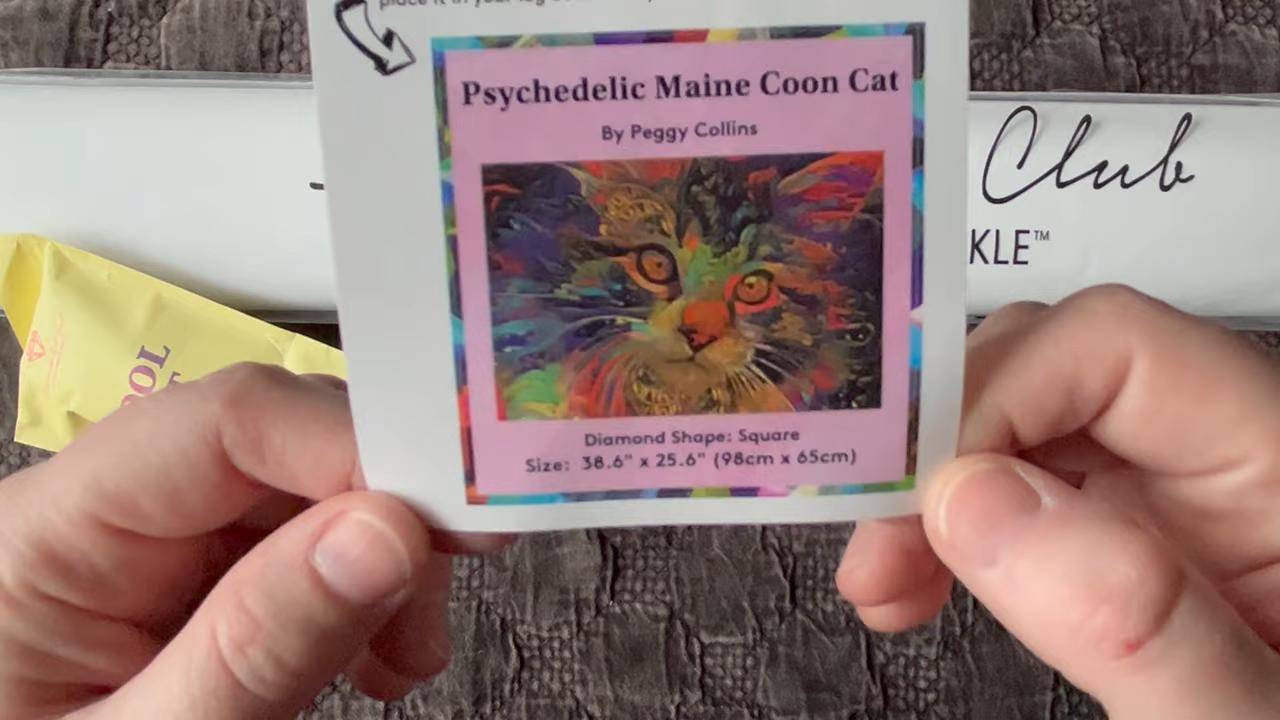 place it in your log
Psychedelic Maine Coon Cat
By Peggy Collins
Diamond Shape: Square
Size: 38.6" x 25.6" (98cm x 65cm)
Club
KLE™